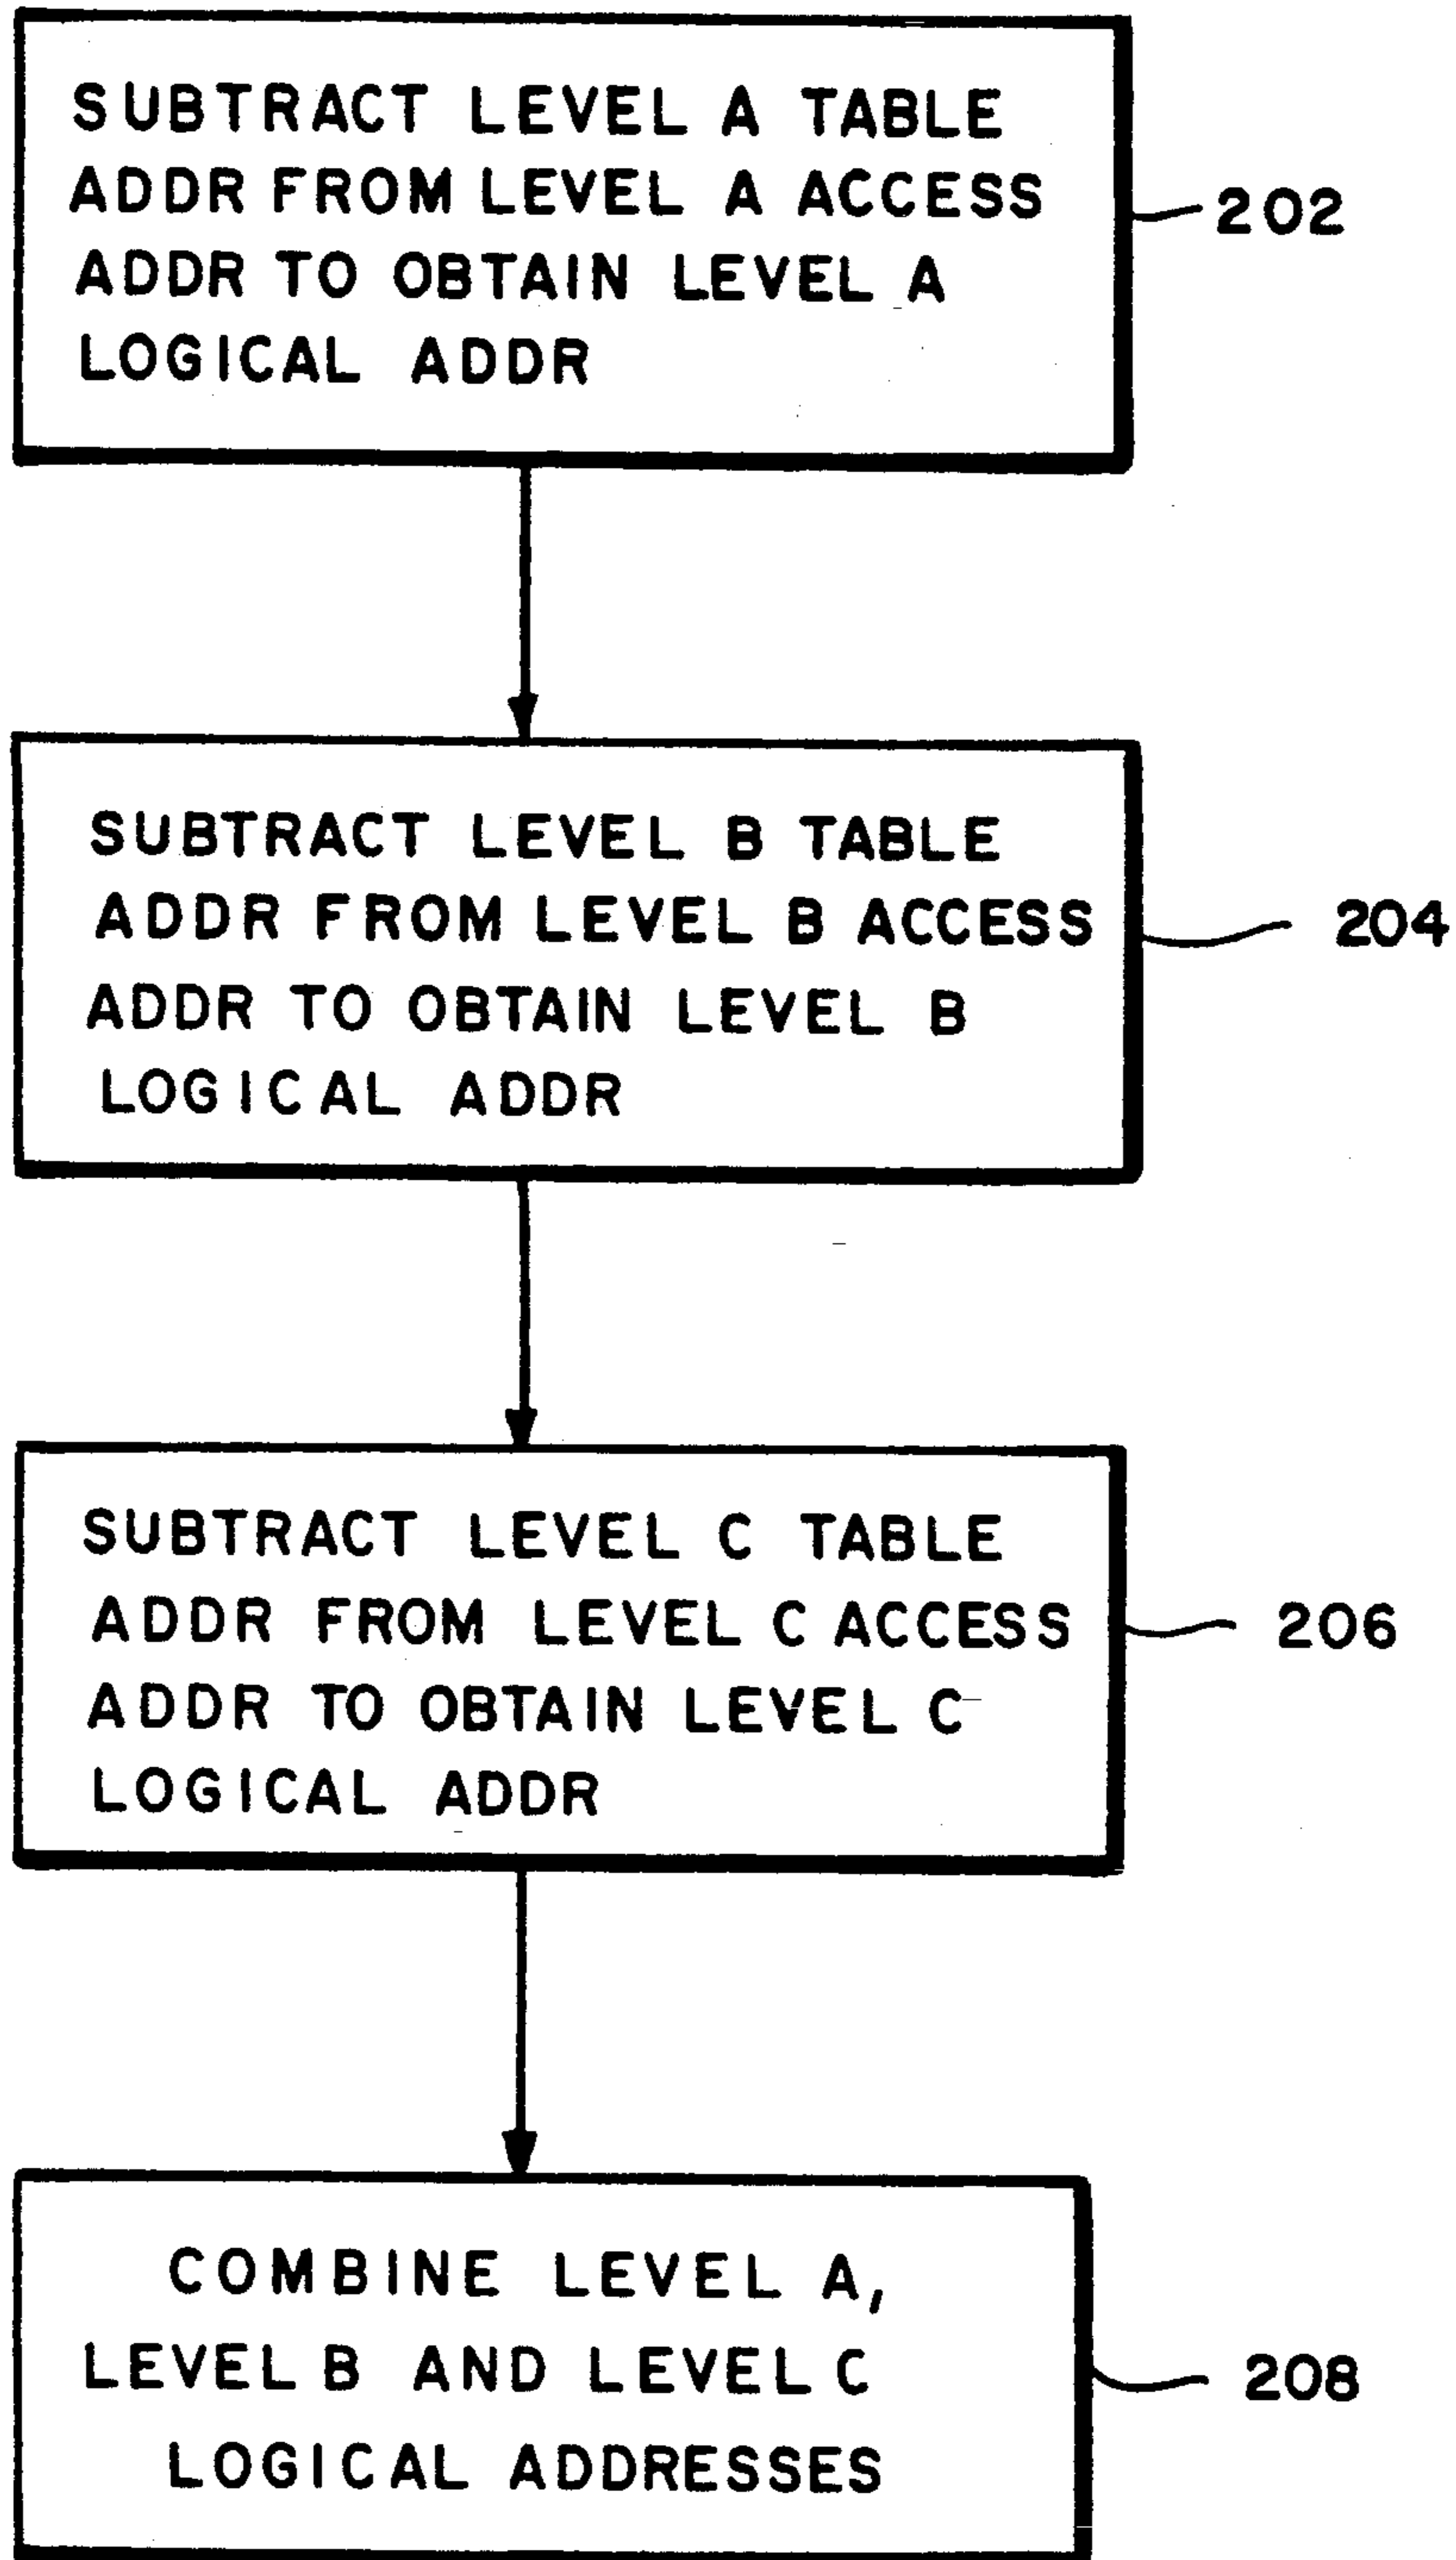 SUBTRACT LEVEL A TABLE
ADDR FROM LEVEL A ACCESS
ADDR TO OBTAIN LEVEL A
LOGICAL ADDR
202
SUBTRACT LEVEL B TABLE
ADDR FROM LEVEL B ACCESS
ADDR TO OBTAIN LEVEL B
LOGICAL ADDR
204
SUBTRACT LEVEL C TABLE
ADDR FROM LEVEL C ACCESS
ADDR TO OBTAIN LEVEL C
LOGICAL ADDR
206
COMBINE LEVEL A,
LEVEL B AND LEVEL C
LOGICAL ADDRESSES
208